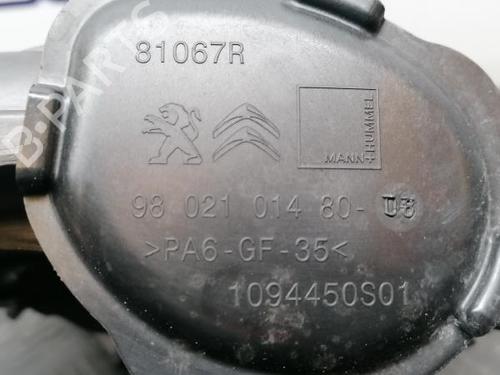 81067R
MANN+
HUMMEL
98 021 014 80-
>PA6-GF-35<
1094450S01
B-PARTS